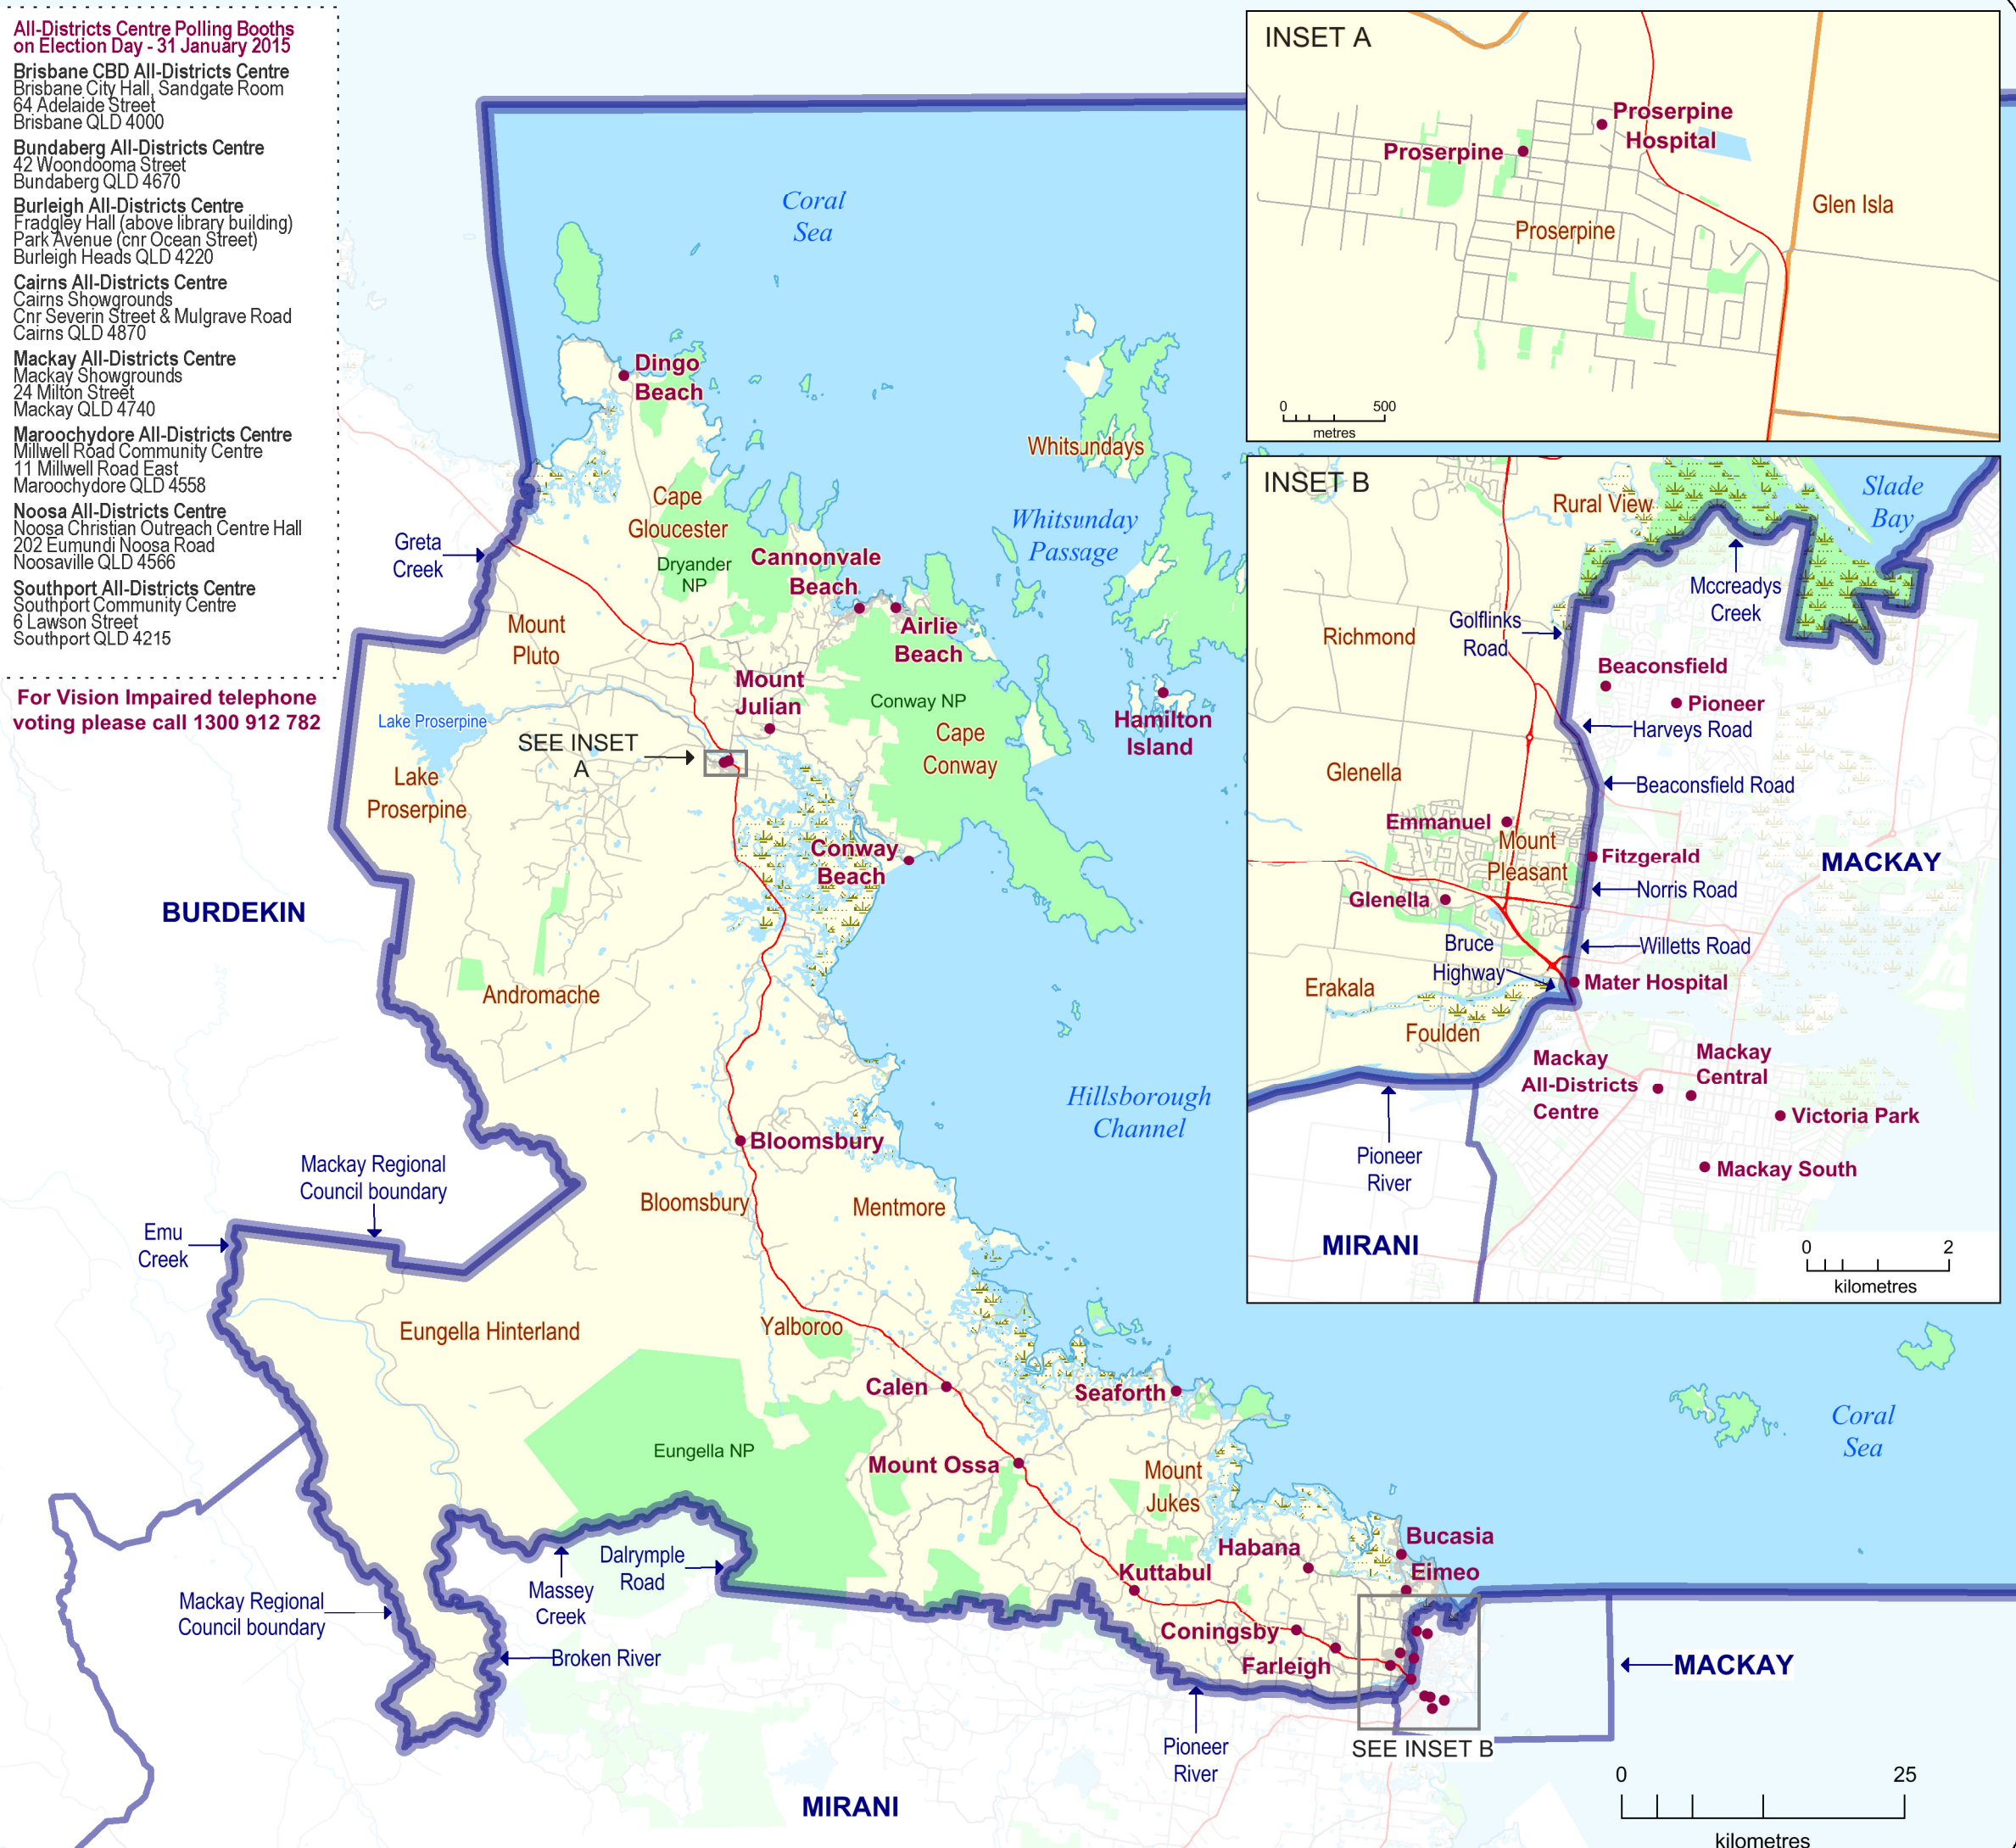 All-Districts Centre Polling Booths
on Election Day - 31 January 2015
Brisbane CBD All-Districts Centre
Brisbane City Hall, Sandgate Room
64 Adelaide Street
Brisbane QLD 4000
Bundaberg All-Districts Centre
42 Woondooma Street
Bundaberg QLD 4670
Burleigh All-Districts Centre
Fradgley Hall (above library building)
Park Avenue (cnr Ocean Street)
Burleigh Heads QLD 4220
Cairns All-Districts Centre
Cairns Showgrounds
Cnr Severin Street & Mulgrave Road
Cairns QLD 4870
Mackay All-Districts Centre
Mackay Showgrounds
24 Milton Street
Mackay QLD 4740
Maroochydore All-Districts Centre
Millwell Road Community Centre
11 Millwell Road East
Maroochydore QLD 4558
Noosa All-Districts Centre
Noosa Christian Outreach Centre Hall
202 Eumundi Noosa Road
Noosaville QLD 4566
Southport All-Districts Centre
Southport Community Centre
6 Lawson Street
Southport QLD 4215
For Vision Impaired telephone
voting please call 1300 912 782
Coral
Sea
Dingo
Beach
Whitsundays
Cape
Gloucester
Dryander
NP
Whitsunday
Passage
Greta
Creek
Cannonvale
Beach
Airlie
Beach
Mount
Pluto
Mount
Julian
Conway NP
Cape
Conway
Hamilton
Island
Lake Proserpine
SEE INSET
A
Lake
Proserpine
Conway
Beach
BURDEKIN
Andromache
Hillsborough
Channel
Bloomsbury
Mackay Regional
Council boundary
Bloomsbury
Mentmore
Emu
Creek
Eungella Hinterland
Yalboroo
Calen
Seaforth
Eungella NP
Mount Ossa
Mount
Jukes
Coral
Sea
Bucasia
Habana
Eimeo
Dalrymple
Road
Kuttabul
Massey
Creek
Mackay Regional
Council boundary
Broken River
Coningsby
Farleigh
MACKAY
Pioneer
River
SEE INSET B
MIRANI
0 25
kilometres
INSET A
Proserpine
Hospital
Proserpine
Glen Isla
Proserpine
0 500
metres
INSET B
Rural View
Slade
Bay
Mccreadys
Creek
Golflinks
Road
Richmond
Beaconsfield
Pioneer
Harveys Road
Glenella
Beaconsfield Road
Emmanuel
Mount
Pleasant
Fitzgerald
MACKAY
Norris Road
Glenella
Bruce
Highway
Willetts Road
Erakala
Mater Hospital
Foulden
Mackay
All-Districts
Centre
Mackay
Central
Victoria Park
Pioneer
River
Mackay South
MIRANI
0 2
kilometres